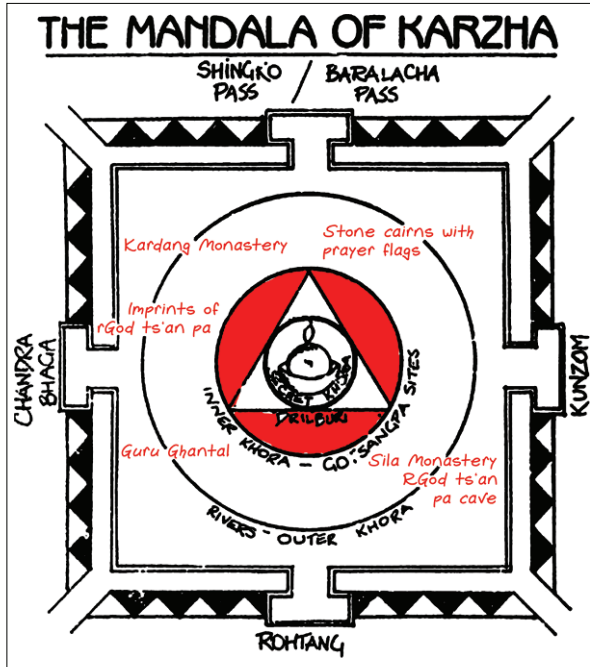 THE MANDALA OF KARZHA
SHINGKO / BARALACHA
PASS PASS
Kardang Monastery
Stone cairns with
prayer flags
Imprints of
rGod ts'an pa
CHANDRA
BHAGA
KUNZOM
SECRET KHORA
DRILBURI
INNER KHORA - GO:SANGPA SITES
Guru Ghantal
Sila Monastery
RGod ts'an
pa cave
RIVERS - OUTER KHORA
ROHTANG